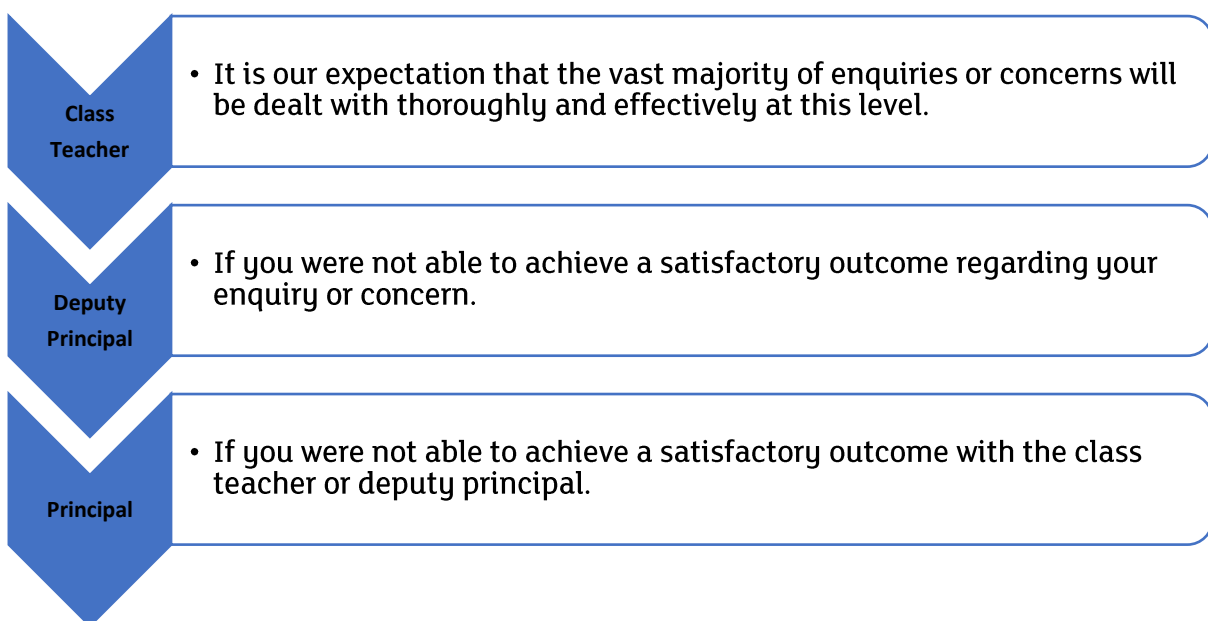 Class
Teacher
• It is our expectation that the vast majority of enquiries or concerns will
be dealt with thoroughly and effectively at this level.
Deputy
Principal
• If you were not able to achieve a satisfactory outcome regarding your
enquiry or concern.
Principal
• If you were not able to achieve a satisfactory outcome with the class
teacher or deputy principal.